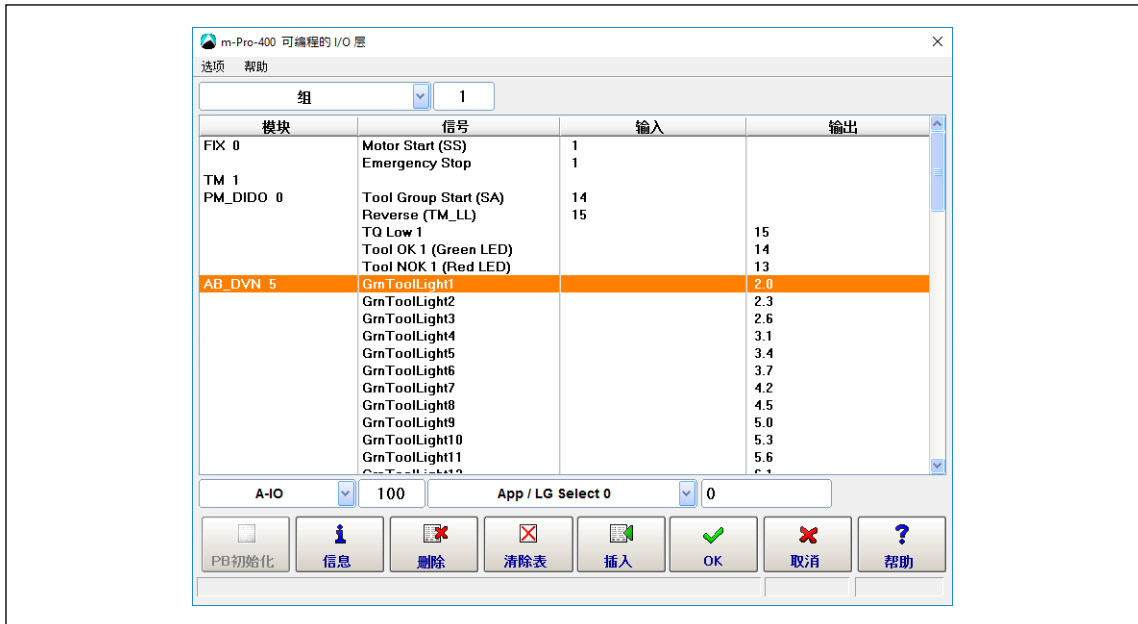 m-Pro-400 可编程的 I/O 层
选项 帮助
组 1
模块 信号 输入 输出
FIX 0 Motor Start (SS) 1
Emergency Stop 1
TM 1
PM_DIDO 0 Tool Group Start (SA) 14
Reverse (TM_LL) 15
TQ Low 1 15
Tool OK 1 (Green LED) 14
Tool NOK 1 (Red LED) 13
AB_DVN 5 GrnToolLight1 2.0
GrnToolLight2 2.3
GrnToolLight3 2.6
GrnToolLight4 3.1
GrnToolLight5 3.4
GrnToolLight6 3.7
GrnToolLight7 4.2
GrnToolLight8 4.5
GrnToolLight9 5.0
GrnToolLight10 5.3
GrnToolLight11 5.6
A-IO 100 App / LG Select 0 0
PB初始化 信息 删除 清除表 插入 OK 取消 帮助